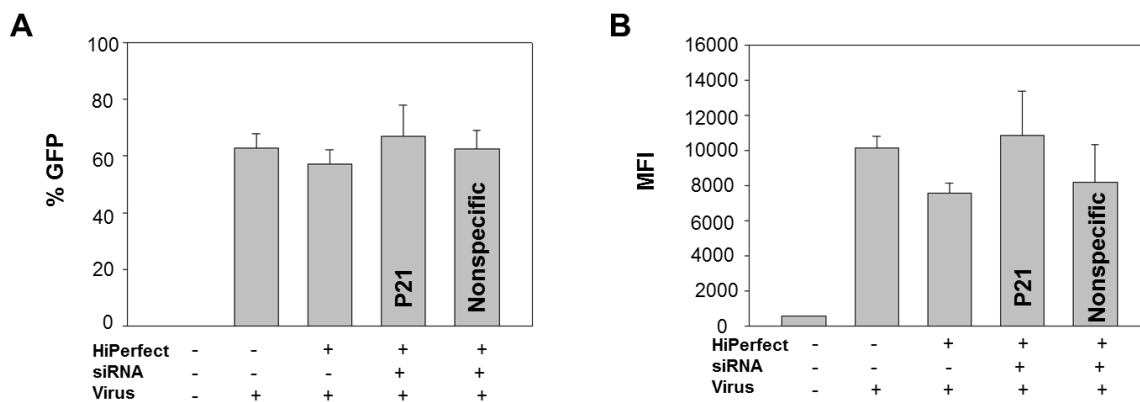 A
% GFP
100
80
60
40
20
0
P21
Nonspecific
HiPerfect - - + + +
siRNA - - - + +
Virus - + + + +
B
MFI
16000
14000
12000
10000
8000
6000
4000
2000
0
P21
Nonspecific
HiPerfect - - + + +
siRNA - - - + +
Virus - + + + +